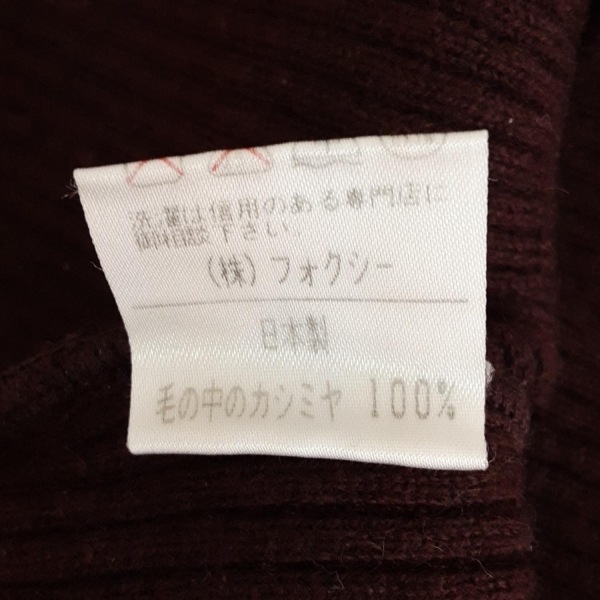 洗濯は信用のある専門店に
御相談下さい。
(株)フォクシー
日本製
毛の中のカシミヤ 100%